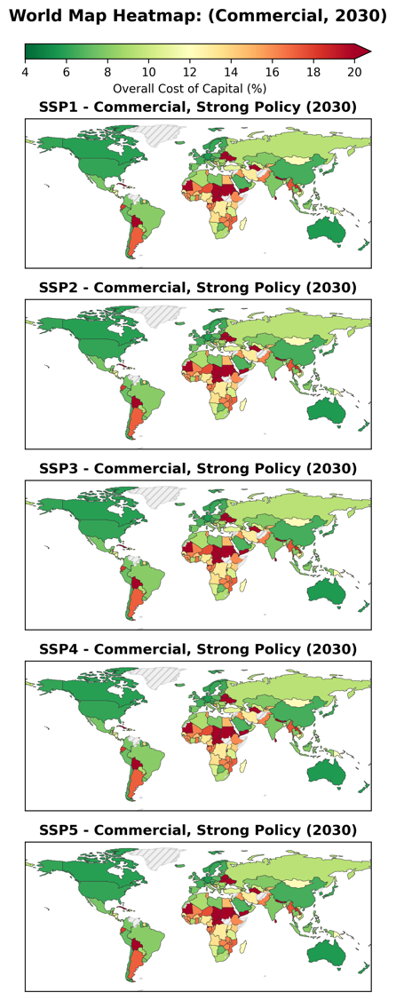 World Map Heatmap: (Commercial, 2030)
4 6 8 10 12 14 16 18 20
Overall Cost of Capital (%)
SSP1 - Commercial, Strong Policy (2030)
SSP2 - Commercial, Strong Policy (2030)
SSP3 - Commercial, Strong Policy (2030)
SSP4 - Commercial, Strong Policy (2030)
SSP5 - Commercial, Strong Policy (2030)